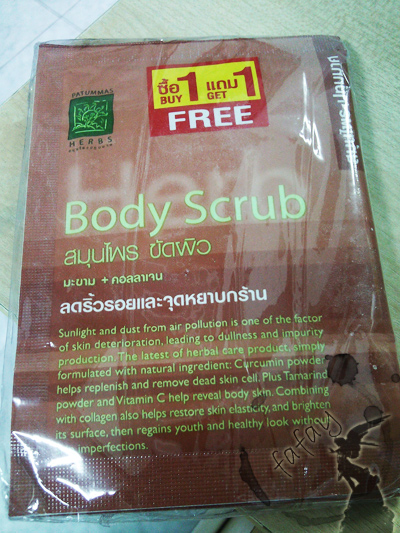 ซื้อ 1 แถม 1
BUY GET
FREE
PATUMMAS
HERBS
Body Scrub
สมุนไพร ขัดผิว
มะขาม + คอลลาเจน
ลดริ้วรอยและจุดหยาบกร้าน
Sunlight and dust from air pollution is one of the factor
of skin deterioration, leading to dullness and impurity
production. The latest of herbal care product, simply
formulated with natural ingredient: Curcumin powder
helps replenish and remove dead skin cell. Plus Tamarind
powder and Vitamin C help reveal body skin. Combining
with collagen also helps restore skin elasticity, and brighten
its surface, then regains youth and healthy look without
imperfections.
fafary